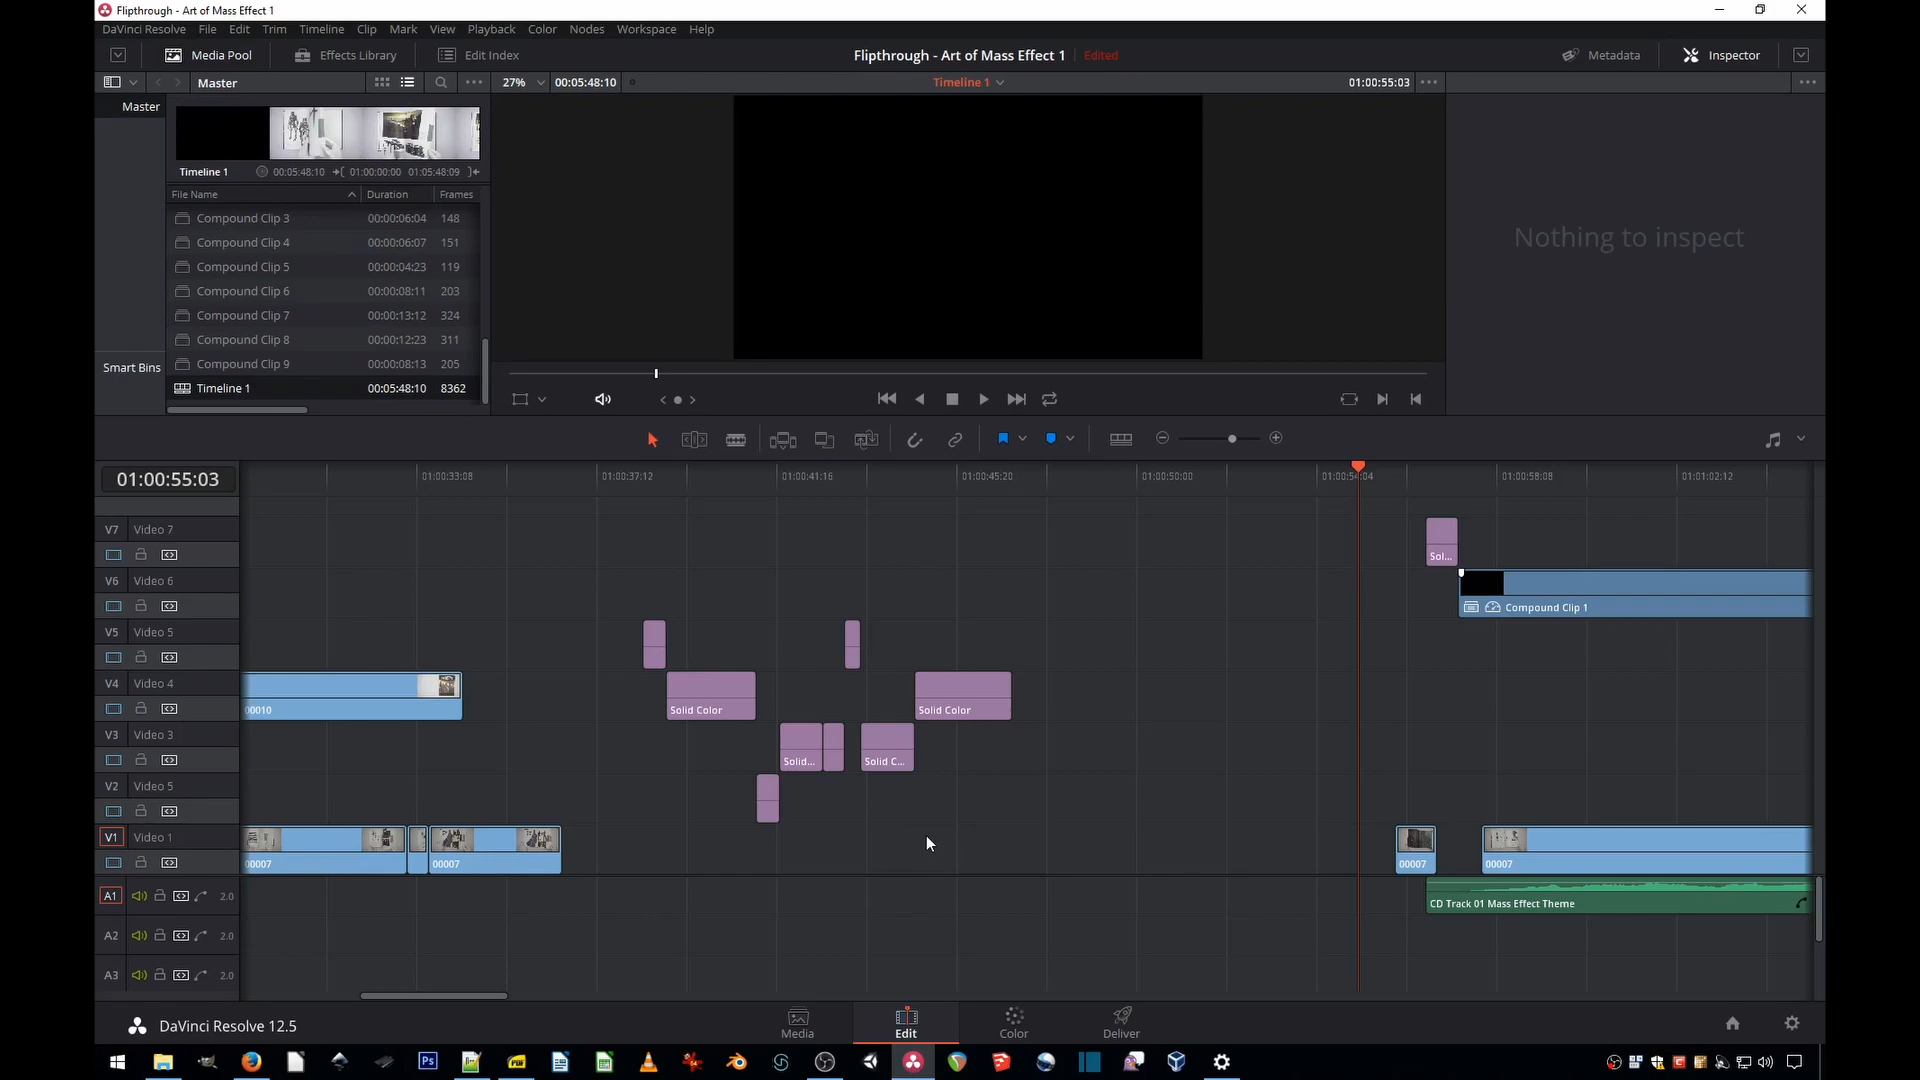 Flipthrough - Art of Mass Effect 1
DaVinci Resolve File Edit Trim Timeline Clip Mark View Playback Color Nodes Workspace Help
Media Pool Effects Library Edit Index Flipthrough - Art of Mass Effect 1 Edited Metadata Inspector
Master 27% 00:05:48:10 Timeline 1 01:00:55:03
Master
Timeline 1 00:05:48:10 01:00:00:00 01:05:48:09
File Name Duration Frames
Compound Clip 3 00:00:06:04 148
Compound Clip 4 00:00:06:07 151
Compound Clip 5 00:00:04:23 119
Compound Clip 6 00:00:08:11 203
Compound Clip 7 00:00:13:12 324
Compound Clip 8 00:00:12:23 311
Compound Clip 9 00:00:08:13 205
Smart Bins
Timeline 1 00:05:48:10 8362
Nothing to inspect
01:00:55:03
01:00:33:08 01:00:37:12 01:00:41:16 01:00:45:20 01:00:50:00 01:00:54:04 01:00:58:08 01:01:02:12
V7 Video 7
Sol...
V6 Video 6
Compound Clip 1
V5 Video 5
V4 Video 4
00010 Solid Color Solid Color
V3 Video 3
Solid... Solid C...
V2 Video 5
V1 Video 1
00007 00007 00007 00007
A1 2.0 CD Track 01 Mass Effect Theme
A2 2.0
A3 2.0
DaVinci Resolve 12.5
Media Edit Color Deliver
Ps
PDF